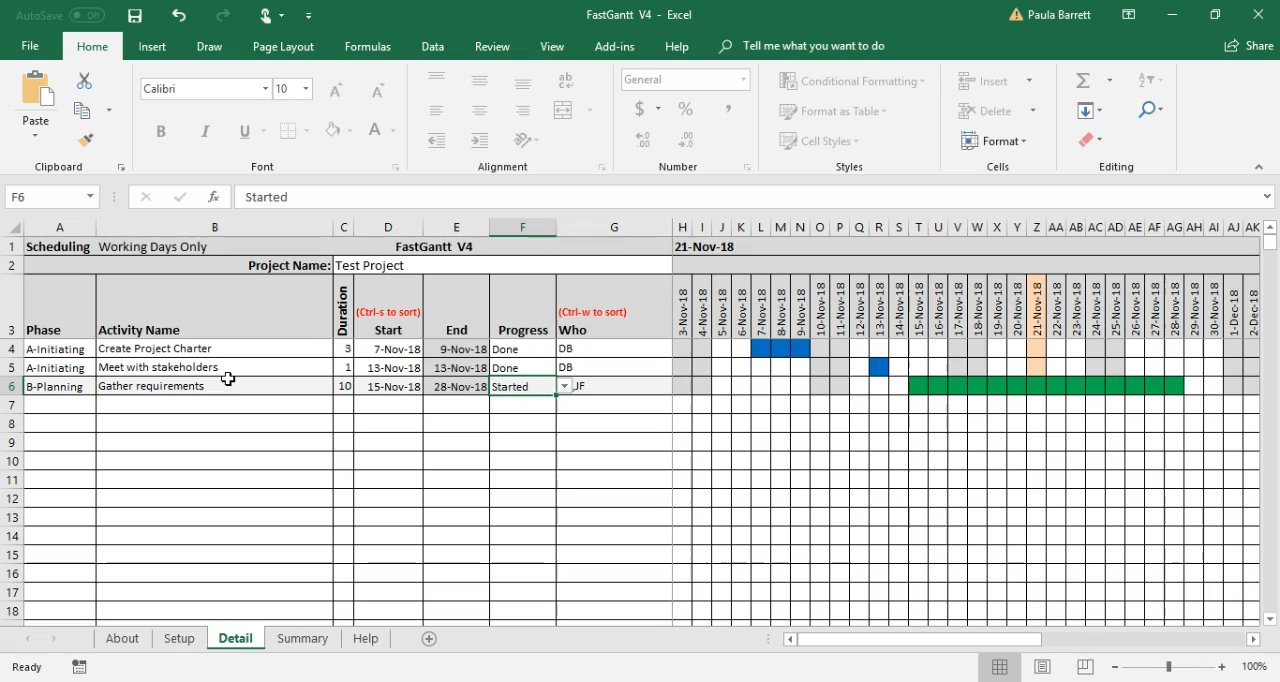 AutoSave Off FastGantt V4 - Excel Paula Barrett
File Home Insert Draw Page Layout Formulas Data Review View Add-ins Help Tell me what you want to do Share
Paste Calibri 10 A A ab General Conditional Formatting Insert Σ
B I U A $ % , Format as Table Delete
Cell Styles Format
Clipboard Font Alignment Number Styles Cells Editing
F6 fx Started
A B C D E F G H I J K L M N O P Q R S T U V W X Y Z AA AB AC AD AE AF AG AH AI AJ AK
1 Scheduling Working Days Only FastGantt V4 21-Nov-18
2 Project Name: Test Project
3 Phase Activity Name Duration (Ctrl-s to sort) Start End Progress (Ctrl-w to sort) Who 3-Nov-18 4-Nov-18 5-Nov-18 6-Nov-18 7-Nov-18 8-Nov-18 9-Nov-18 10-Nov-18 11-Nov-18 12-Nov-18 13-Nov-18 14-Nov-18 15-Nov-18 16-Nov-18 17-Nov-18 18-Nov-18 19-Nov-18 20-Nov-18 21-Nov-18 22-Nov-18 23-Nov-18 24-Nov-18 25-Nov-18 26-Nov-18 27-Nov-18 28-Nov-18 29-Nov-18 30-Nov-18 1-Dec-18 2-Dec-18
4 A-Initiating Create Project Charter 3 7-Nov-18 9-Nov-18 Done DB
5 A-Initiating Meet with stakeholders 1 13-Nov-18 13-Nov-18 Done DB
6 B-Planning Gather requirements 10 15-Nov-18 28-Nov-18 Started JF
7
8
9
10
11
12
13
14
15
16
17
18
About Setup Detail Summary Help
Ready 100%